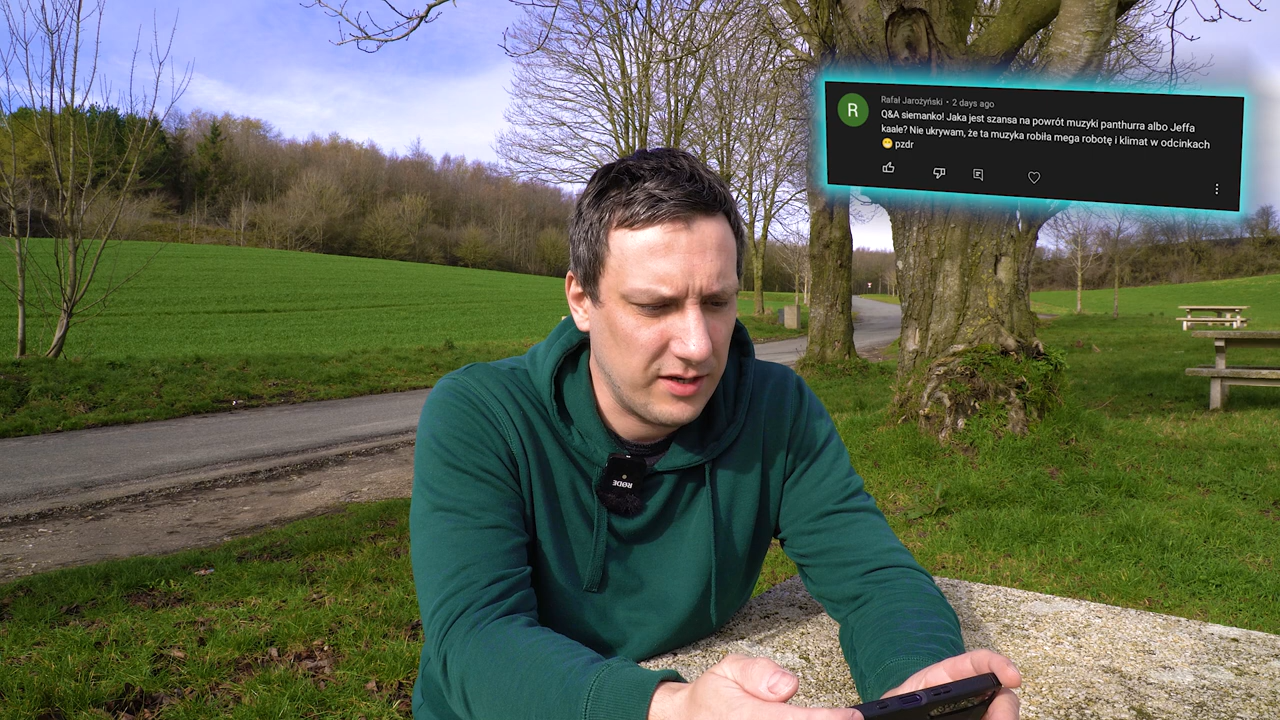 Rafał Jarożyński • 2 days ago
Q&A siemanko! Jaka jest szansa na powrót muzyki panthurra albo Jeffa
kaale? Nie ukrywam, że ta muzyka robiła mega robotę i klimat w odcinkach
😁 pzdr
R
RØDE